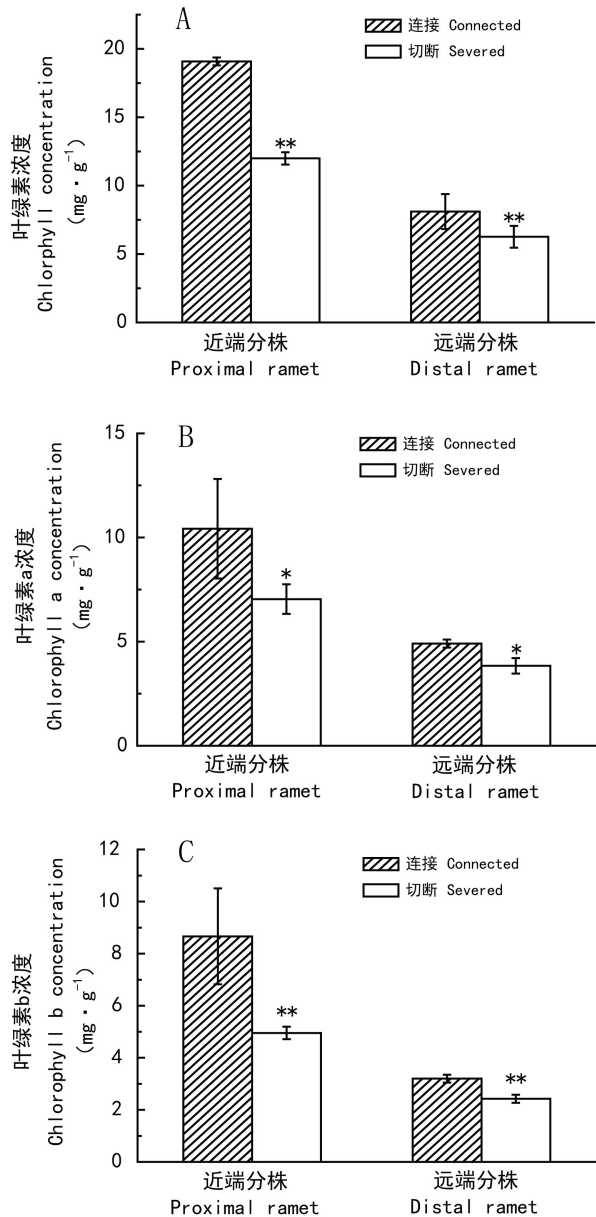 A
连接 Connected
切断 Severed
叶绿素浓度
Chlorophyll concentration
(mg·g⁻¹)
20
15
10
5
0
**
**
近端分株
Proximal ramet
远端分株
Distal ramet
B
连接 Connected
切断 Severed
叶绿素a浓度
Chlorophyll a concentration
(mg·g⁻¹)
15
10
5
0
*
*
近端分株
Proximal ramet
远端分株
Distal ramet
C
连接 Connected
切断 Severed
叶绿素b浓度
Chlorophyll b concentration
(mg·g⁻¹)
12
10
8
6
4
2
0
**
**
近端分株
Proximal ramet
远端分株
Distal ramet